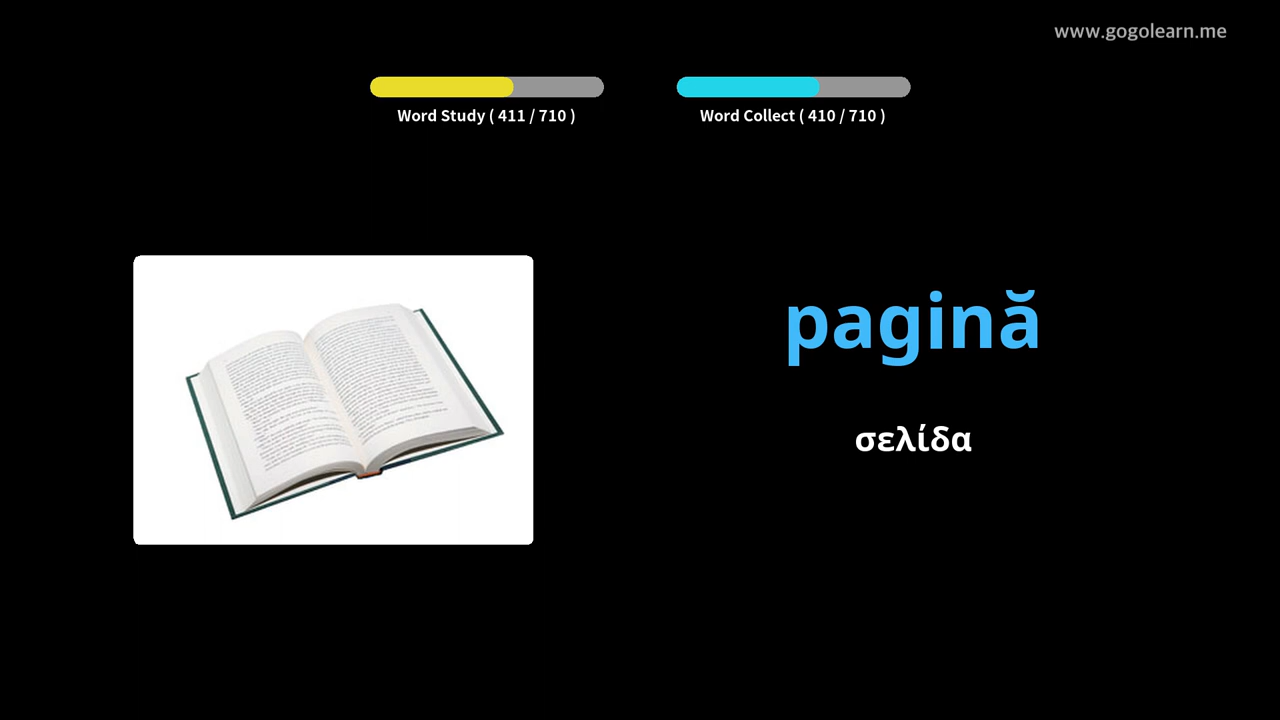 www.gogolearn.me
Word Study ( 411 / 710 )
Word Collect ( 410 / 710 )
pagină
σελίδα